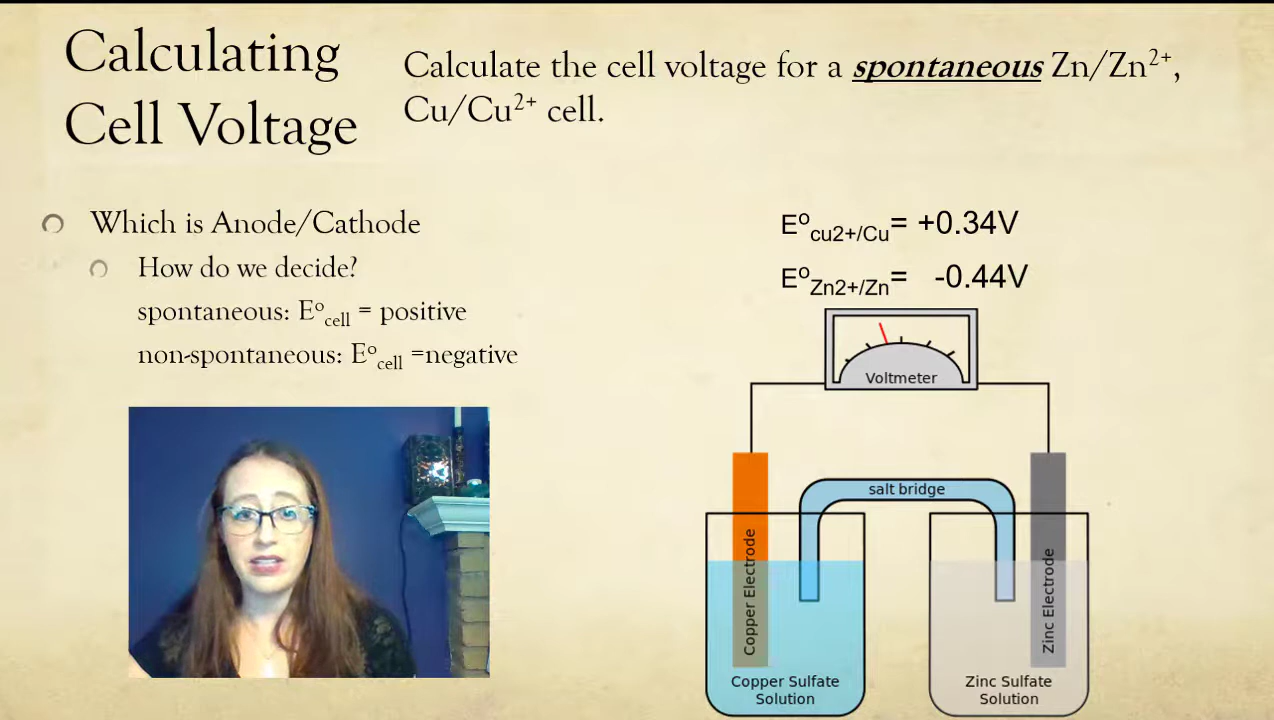 Calculating
Cell Voltage
Calculate the cell voltage for a spontaneous Zn/Zn²⁺,
Cu/Cu²⁺ cell.
Which is Anode/Cathode
How do we decide?
spontaneous: E°cell = positive
non-spontaneous: E°cell =negative
E°cu2+/Cu= +0.34V
E°Zn2+/Zn= -0.44V
Voltmeter
salt bridge
Copper Electrode
Zinc Electrode
Copper Sulfate
Solution
Zinc Sulfate
Solution